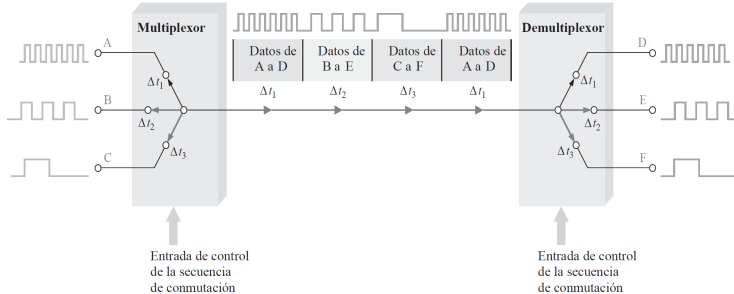 Multiplexor
Demultiplexor
A
B
C
Δt1
Δt2
Δt3
Datos de A a D
Datos de B a E
Datos de C a F
Datos de A a D
Δt1
Δt2
Δt3
Δt1
D
E
F
Δt1
Δt2
Δt3
Entrada de control
de la secuencia
de conmutación
Entrada de control
de la secuencia
de conmutación